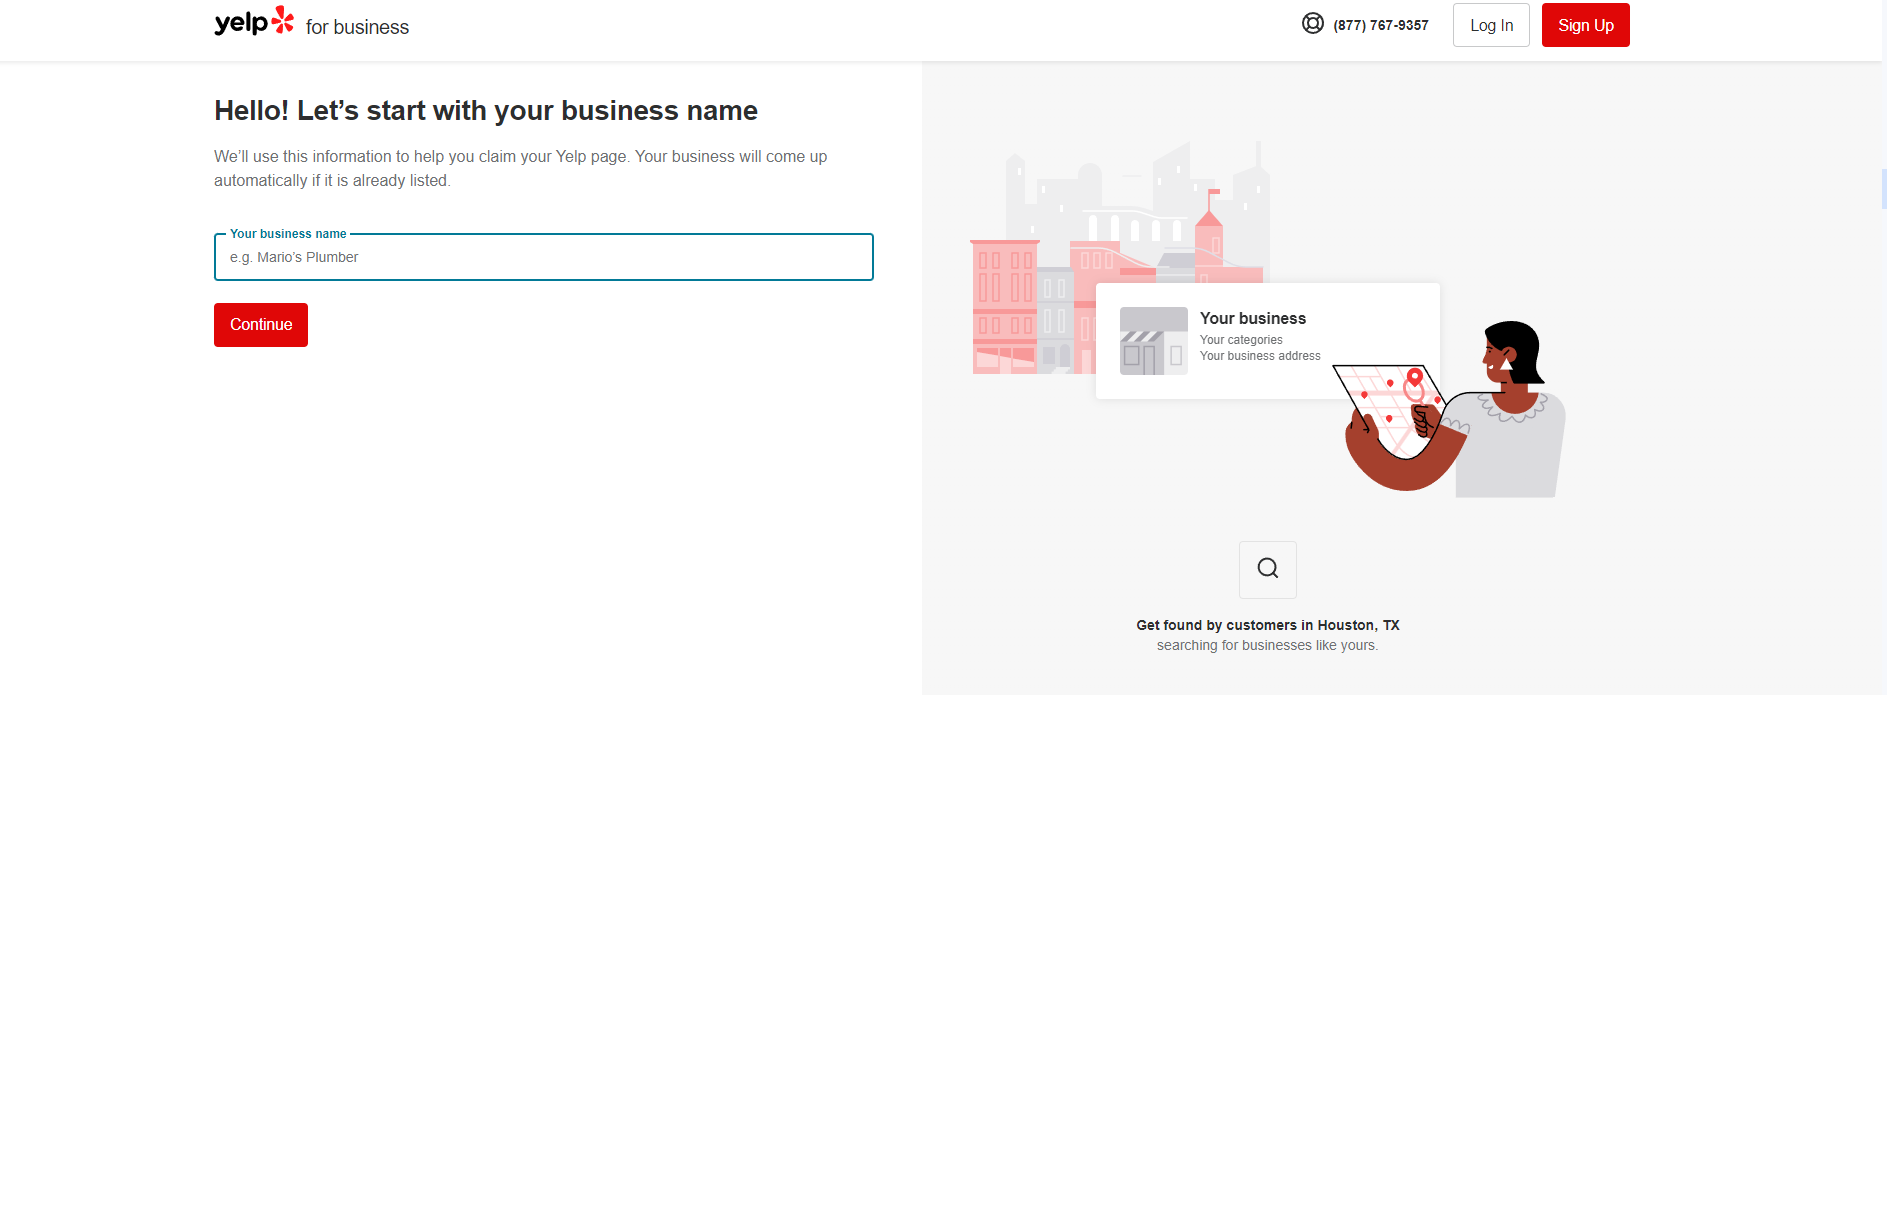 yelp for business
(877) 767-9357
Log In
Sign Up
Hello! Let’s start with your business name
We’ll use this information to help you claim your Yelp page. Your business will come up
automatically if it is already listed.
Your business name
e.g. Mario’s Plumber
Continue
Your business
Your categories
Your business address
Get found by customers in Houston, TX
searching for businesses like yours.